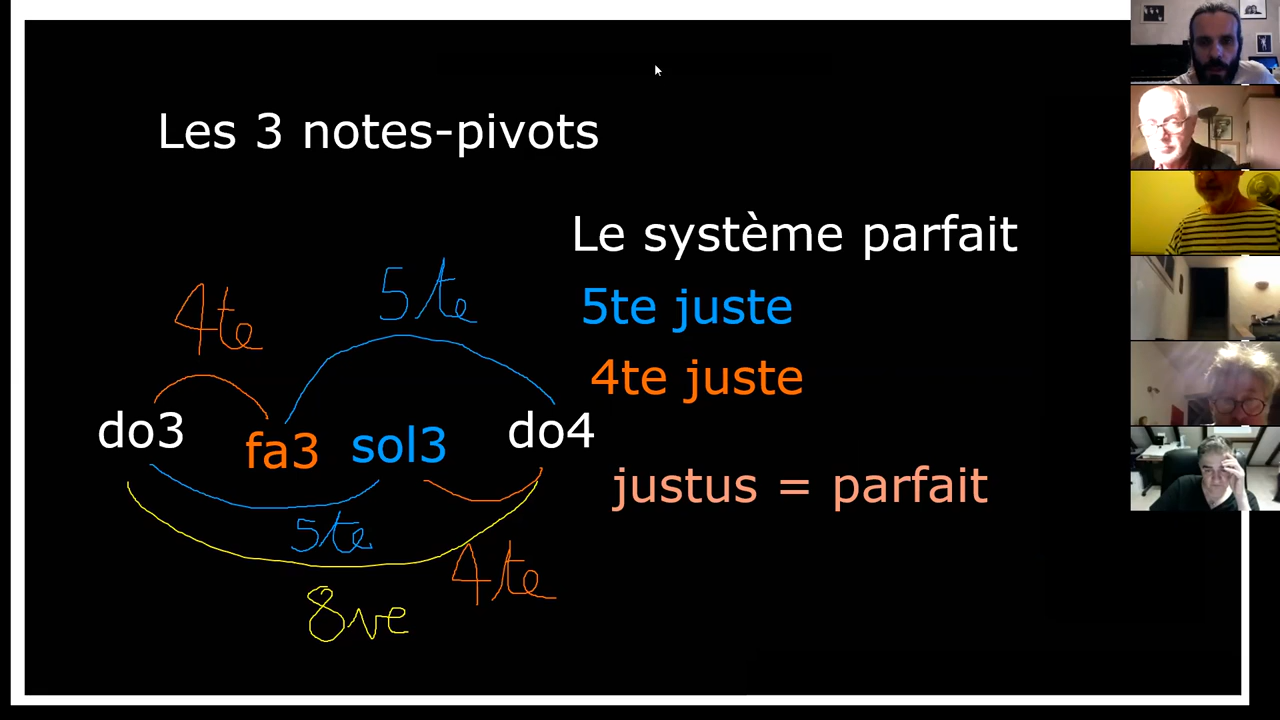 Les 3 notes-pivots
Le système parfait
5te juste
4te juste
justus = parfait
4te
5te
do3 fa3 sol3 do4
5te
4te
8ve